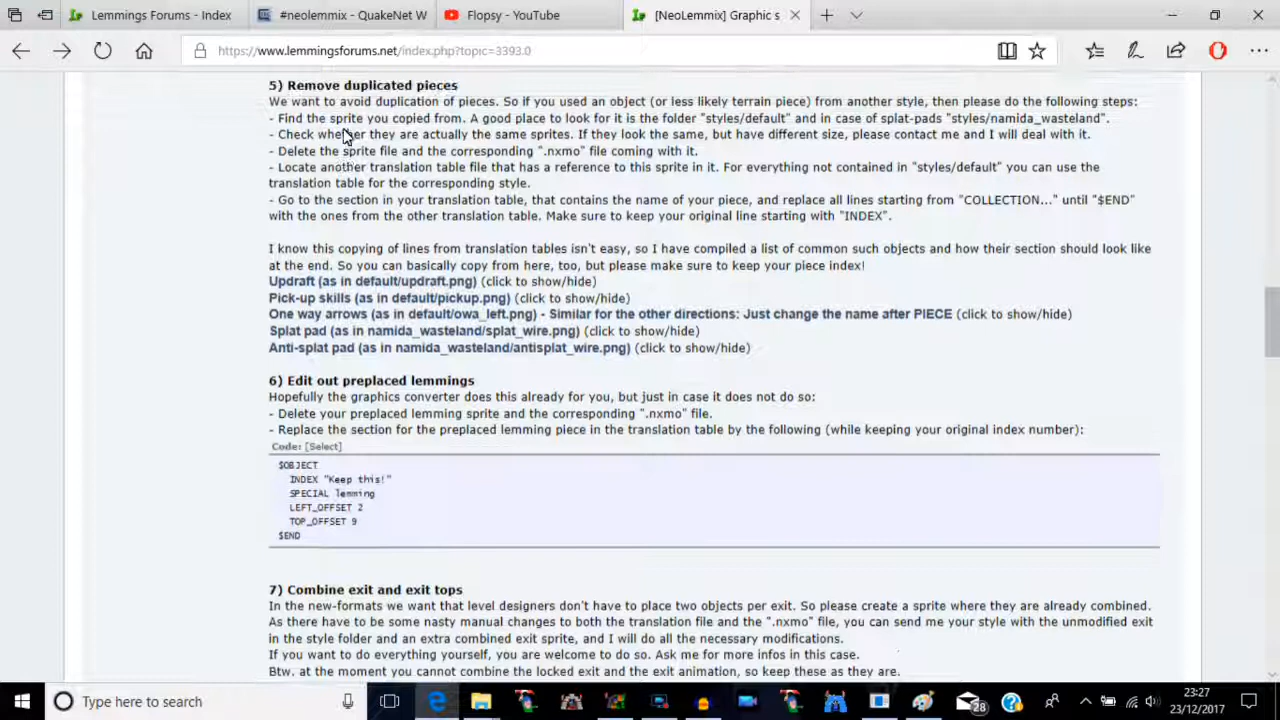 Lemmings Forums - Index
#neolemmix - QuakeNet W
Flopsy - YouTube
[NeoLemmix] Graphic s
https://www.lemmingsforums.net/index.php?topic=3393.0
5) Remove duplicated pieces
We want to avoid duplication of pieces. So if you used an object (or less likely terrain piece) from another style, then please do the following steps:
- Find the sprite you copied from. A good place to look for it is the folder "styles/default" and in case of splat-pads "styles/namida_wasteland".
- Check whether they are actually the same sprites. If they look the same, but have different size, please contact me and I will deal with it.
- Delete the sprite file and the corresponding ".nxmo" file coming with it.
- Locate another translation table file that has a reference to this sprite in it. For everything not contained in "styles/default" you can use the
translation table for the corresponding style.
- Go to the section in your translation table, that contains the name of your piece, and replace all lines starting from "COLLECTION..." until "$END"
with the ones from the other translation table. Make sure to keep your original line starting with "INDEX".
I know this copying of lines from translation tables isn't easy, so I have compiled a list of common such objects and how their section should look like
at the end. So you can basically copy from here, too, but please make sure to keep your piece index!
Updraft (as in default/updraft.png) (click to show/hide)
Pick-up skills (as in default/pickup.png) (click to show/hide)
One way arrows (as in default/owa_left.png) - Similar for the other directions: Just change the name after PIECE (click to show/hide)
Splat pad (as in namida_wasteland/splat_wire.png) (click to show/hide)
Anti-splat pad (as in namida_wasteland/antisplat_wire.png) (click to show/hide)
6) Edit out preplaced lemmings
Hopefully the graphics converter does this already for you, but just in case it does not do so:
- Delete your preplaced lemming sprite and the corresponding ".nxmo" file.
- Replace the section for the preplaced lemming piece in the translation table by the following (while keeping your original index number):
Code: [Select]
$OBJECT
INDEX "Keep this!"
SPECIAL lemming
LEFT_OFFSET 2
TOP_OFFSET 9
$END
7) Combine exit and exit tops
In the new-formats we want that level designers don't have to place two objects per exit. So please create a sprite where they are already combined.
As there have to be some nasty manual changes to both the translation file and the ".nxmo" file, you can send me your style with the unmodified exit
in the style folder and an extra combined exit sprite, and I will do all the necessary modifications.
If you want to do everything yourself, you are welcome to do so. Ask me for more infos in this case.
Btw. at the moment you cannot combine the locked exit and the exit animation, so keep these as they are.
Type here to search
28
23:27
23/12/2017